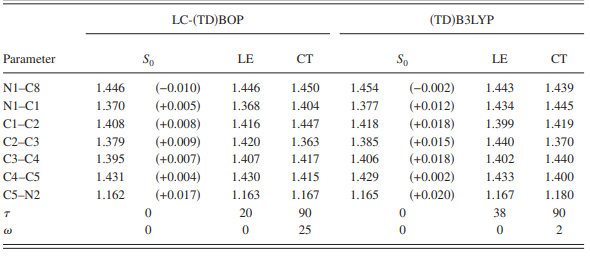 LC-(TD)BOP (TD)B3LYP
Parameter S₀ LE CT S₀ LE CT
N1–C8 1.446 (−0.010) 1.446 1.450 1.454 (−0.002) 1.443 1.439
N1–C1 1.370 (+0.005) 1.368 1.404 1.377 (+0.012) 1.434 1.445
C1–C2 1.408 (+0.008) 1.416 1.447 1.418 (+0.018) 1.399 1.419
C2–C3 1.379 (+0.009) 1.420 1.363 1.385 (+0.015) 1.440 1.370
C3–C4 1.395 (+0.007) 1.407 1.417 1.406 (+0.018) 1.402 1.440
C4–C5 1.431 (+0.004) 1.430 1.415 1.429 (+0.002) 1.433 1.400
C5–N2 1.162 (+0.017) 1.163 1.167 1.165 (+0.020) 1.167 1.180
τ 0 20 90 0 38 90
ω 0 0 25 0 0 2